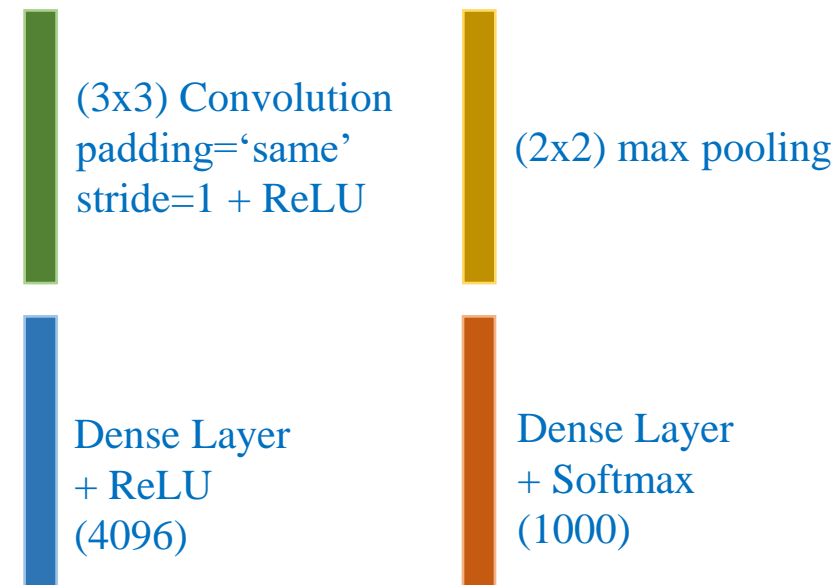 (3x3) Convolution
padding=‘same’
stride=1 + ReLU
(2x2) max pooling
Dense Layer
+ ReLU
(4096)
Dense Layer
+ Softmax
(1000)